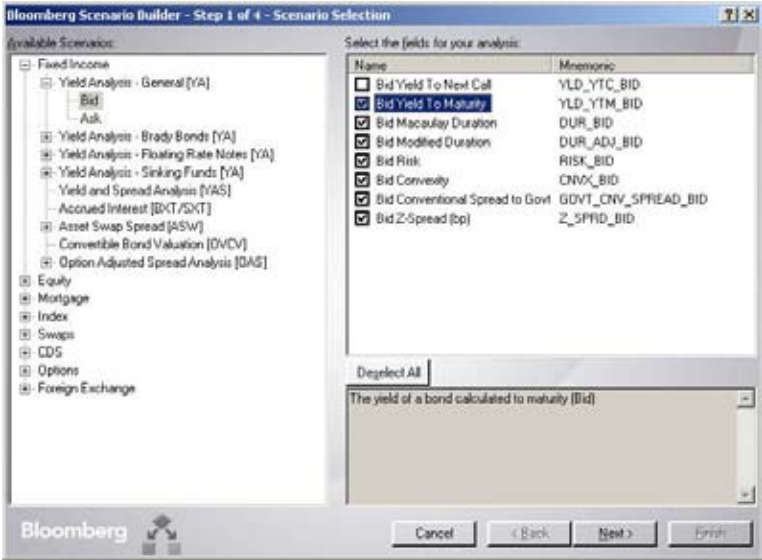 Bloomberg Scenario Builder - Step 1 of 4 - Scenario Selection
Available Scenarios:
Fixed Income
Yield Analysis - General [YA]
Bid
Ask
Yield Analysis - Brady Bonds [YA]
Yield Analysis - Floating Rate Notes [YA]
Yield Analysis - Sinking Funds [YA]
Yield and Spread Analysis [YAS]
Accrued Interest [BXT/SXT]
Asset Swap Spread [ASW]
Convertible Bond Valuation [OVCV]
Option Adjusted Spread Analysis [OAS]
Equity
Mortgage
Index
Swaps
CDS
Options
Foreign Exchange
Select the fields for your analysis:
Name Mnemonic
Bid Yield To Next Call YLD_YTC_BID
Bid Yield To Maturity YLD_YTM_BID
Bid Macaulay Duration DUR_BID
Bid Modified Duration DUR_ADJ_BID
Bid Risk RISK_BID
Bid Convexity CNVX_BID
Bid Conventional Spread to Govt GOVT_CNV_SPREAD_BID
Bid Z-Spread (bp) Z_SPRD_BID
Deselect All
The yield of a bond calculated to maturity (Bid)
Bloomberg
Cancel < Back Next > Finish